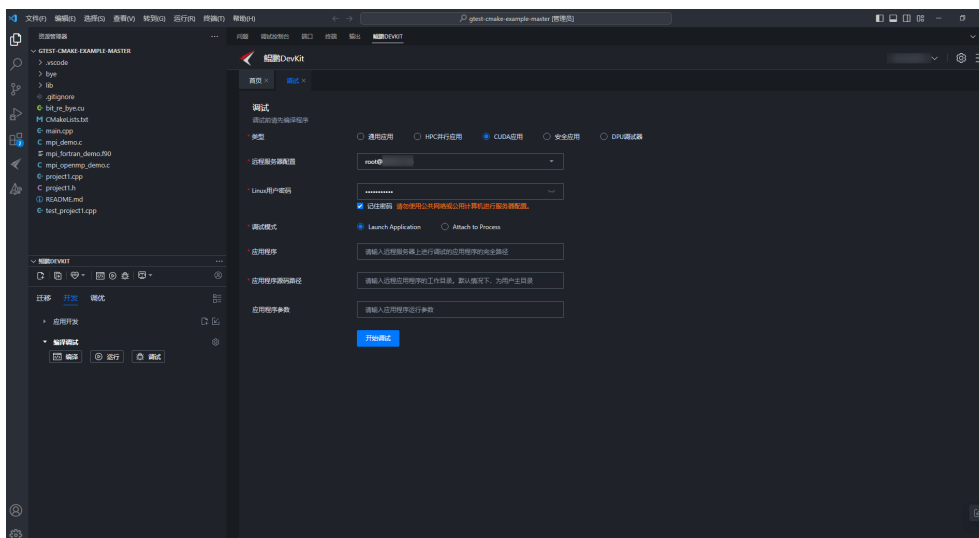 文件(F) 编辑(E) 选择(S) 查看(V) 转到(G) 运行(R) 终端(T) 帮助(H)
gtest-cmake-example-master [管理员]
资源管理器
GTEST-CMAKE-EXAMPLE-MASTER
.vscode
bye
lib
.gitignore
bit_re_bye.cu
CMakeLists.txt
main.cpp
mpi_demo.c
mpi_fortran_demo.f90
mpi_openmp_demo.c
project1.cpp
project1.h
README.md
test_project1.cpp
鲲鹏DEVKIT
迁移 开发 调优
应用开发
编译调试
编译 运行 调试
问题 调试控制台 端口 终端 输出 鲲鹏DEVKIT
鲲鹏DevKit
首页 × 调试 ×
调试
调试前请先编译程序
* 类型
通用应用 HPC并行应用 CUDA应用 安全应用 DPU调试器
* 远程服务器配置
root@
* Linux用户密码
记住密码 请勿使用公共网络或公用计算机进行服务器配置。
* 调试模式
Launch Application Attach to Process
* 应用程序
请输入远程服务器上进行调试的应用程序的完全路径
* 应用程序源码路径
请输入远程应用程序的工作目录。默认情况下，为用户主目录
应用程序参数
请输入应用程序运行参数
开始调试